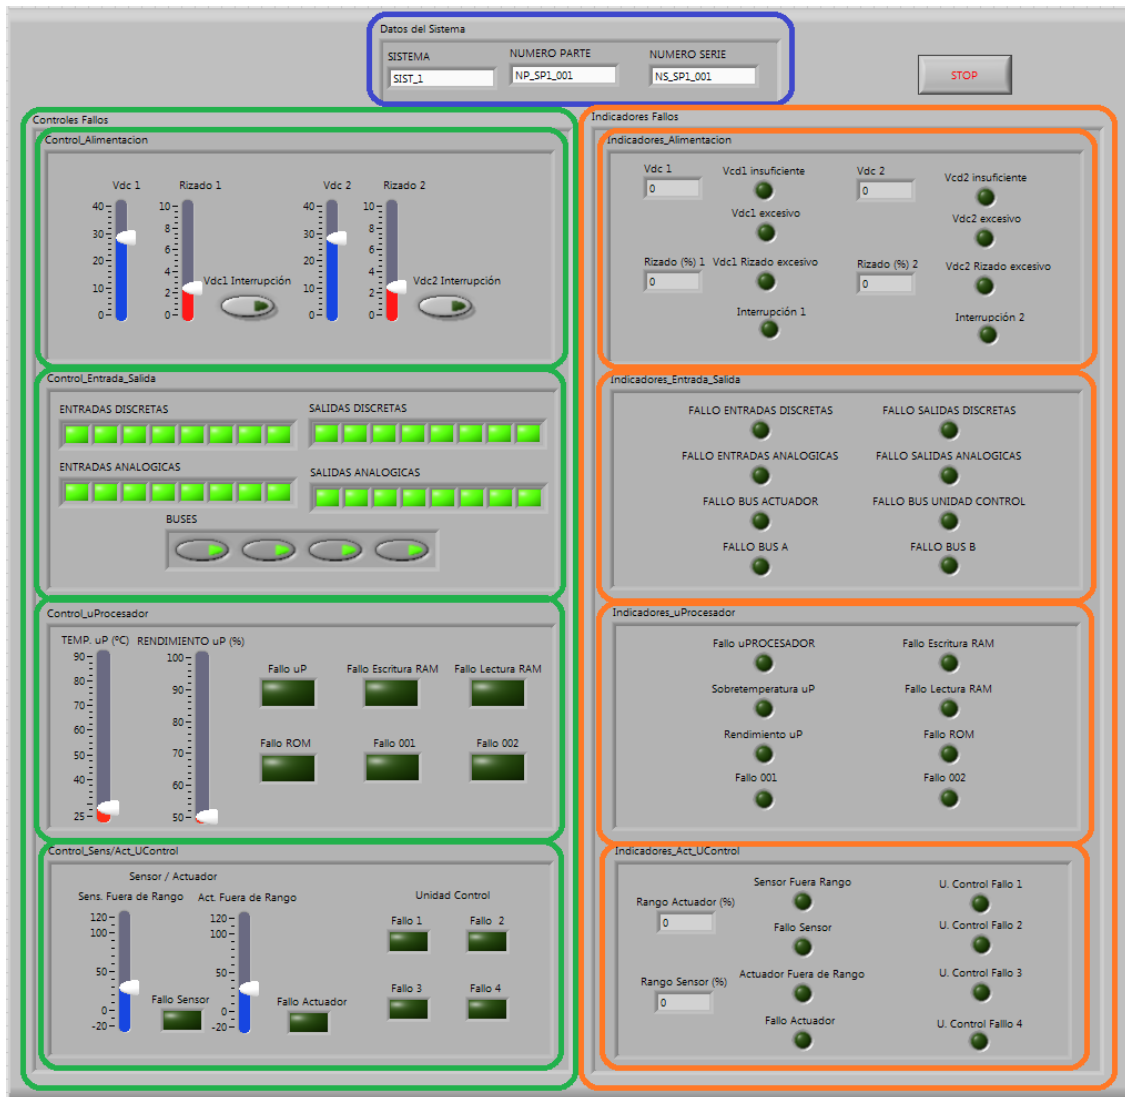 Datos del Sistema
SISTEMA NUMERO PARTE NUMERO SERIE
SIST_1 NP_SP1_001 NS_SP1_001
STOP
Controles Fallos
Control_Alimentacion
Vdc 1 Rizado 1 Vdc 2 Rizado 2
40 10 40 10
30 8 30 8
6 6
20 4 20 4
Vdc1 Interrupción Vdc2 Interrupción
10 2 10 2
0 0 0 0
Control_Entrada_Salida
ENTRADAS DISCRETAS SALIDAS DISCRETAS
ENTRADAS ANALOGICAS SALIDAS ANALOGICAS
BUSES
Control_uProcesador
TEMP. uP (ºC) RENDIMIENTO uP (%)
90 100
80 90
70 80
60 70
50 60
40 50
25
Fallo uP Fallo Escritura RAM Fallo Lectura RAM
Fallo ROM Fallo 001 Fallo 002
Control_Sens/Act_UControl
Sensor / Actuador
Sens. Fuera de Rango Act. Fuera de Rango
120 120
100 100
50 50
0 0
-20 -20
Fallo Sensor Fallo Actuador
Unidad Control
Fallo 1 Fallo 2
Fallo 3 Fallo 4
Indicadores Fallos
Indicadores_Alimentacion
Vdc 1 Vcd1 insuficiente Vdc 2 Vcd2 insuficiente
0 0
Vdc1 excesivo Vdc2 excesivo
Rizado (%) 1 Vdc1 Rizado excesivo Rizado (%) 2 Vdc2 Rizado excesivo
0 0
Interrupción 1 Interrupción 2
Indicadores_Entrada_Salida
FALLO ENTRADAS DISCRETAS FALLO SALIDAS DISCRETAS
FALLO ENTRADAS ANALOGICAS FALLO SALIDAS ANALOGICAS
FALLO BUS ACTUADOR FALLO BUS UNIDAD CONTROL
FALLO BUS A FALLO BUS B
Indicadores_uProcesador
Fallo uPROCESADOR Fallo Escritura RAM
Sobretemperatura uP Fallo Lectura RAM
Rendimiento uP Fallo ROM
Fallo 001 Fallo 002
Indicadores_Act_UControl
Sensor Fuera Rango U. Control Fallo 1
Rango Actuador (%)
0 Fallo Sensor U. Control Fallo 2
Rango Sensor (%) Actuador Fuera de Rango U. Control Fallo 3
0
Fallo Actuador U. Control Falllo 4